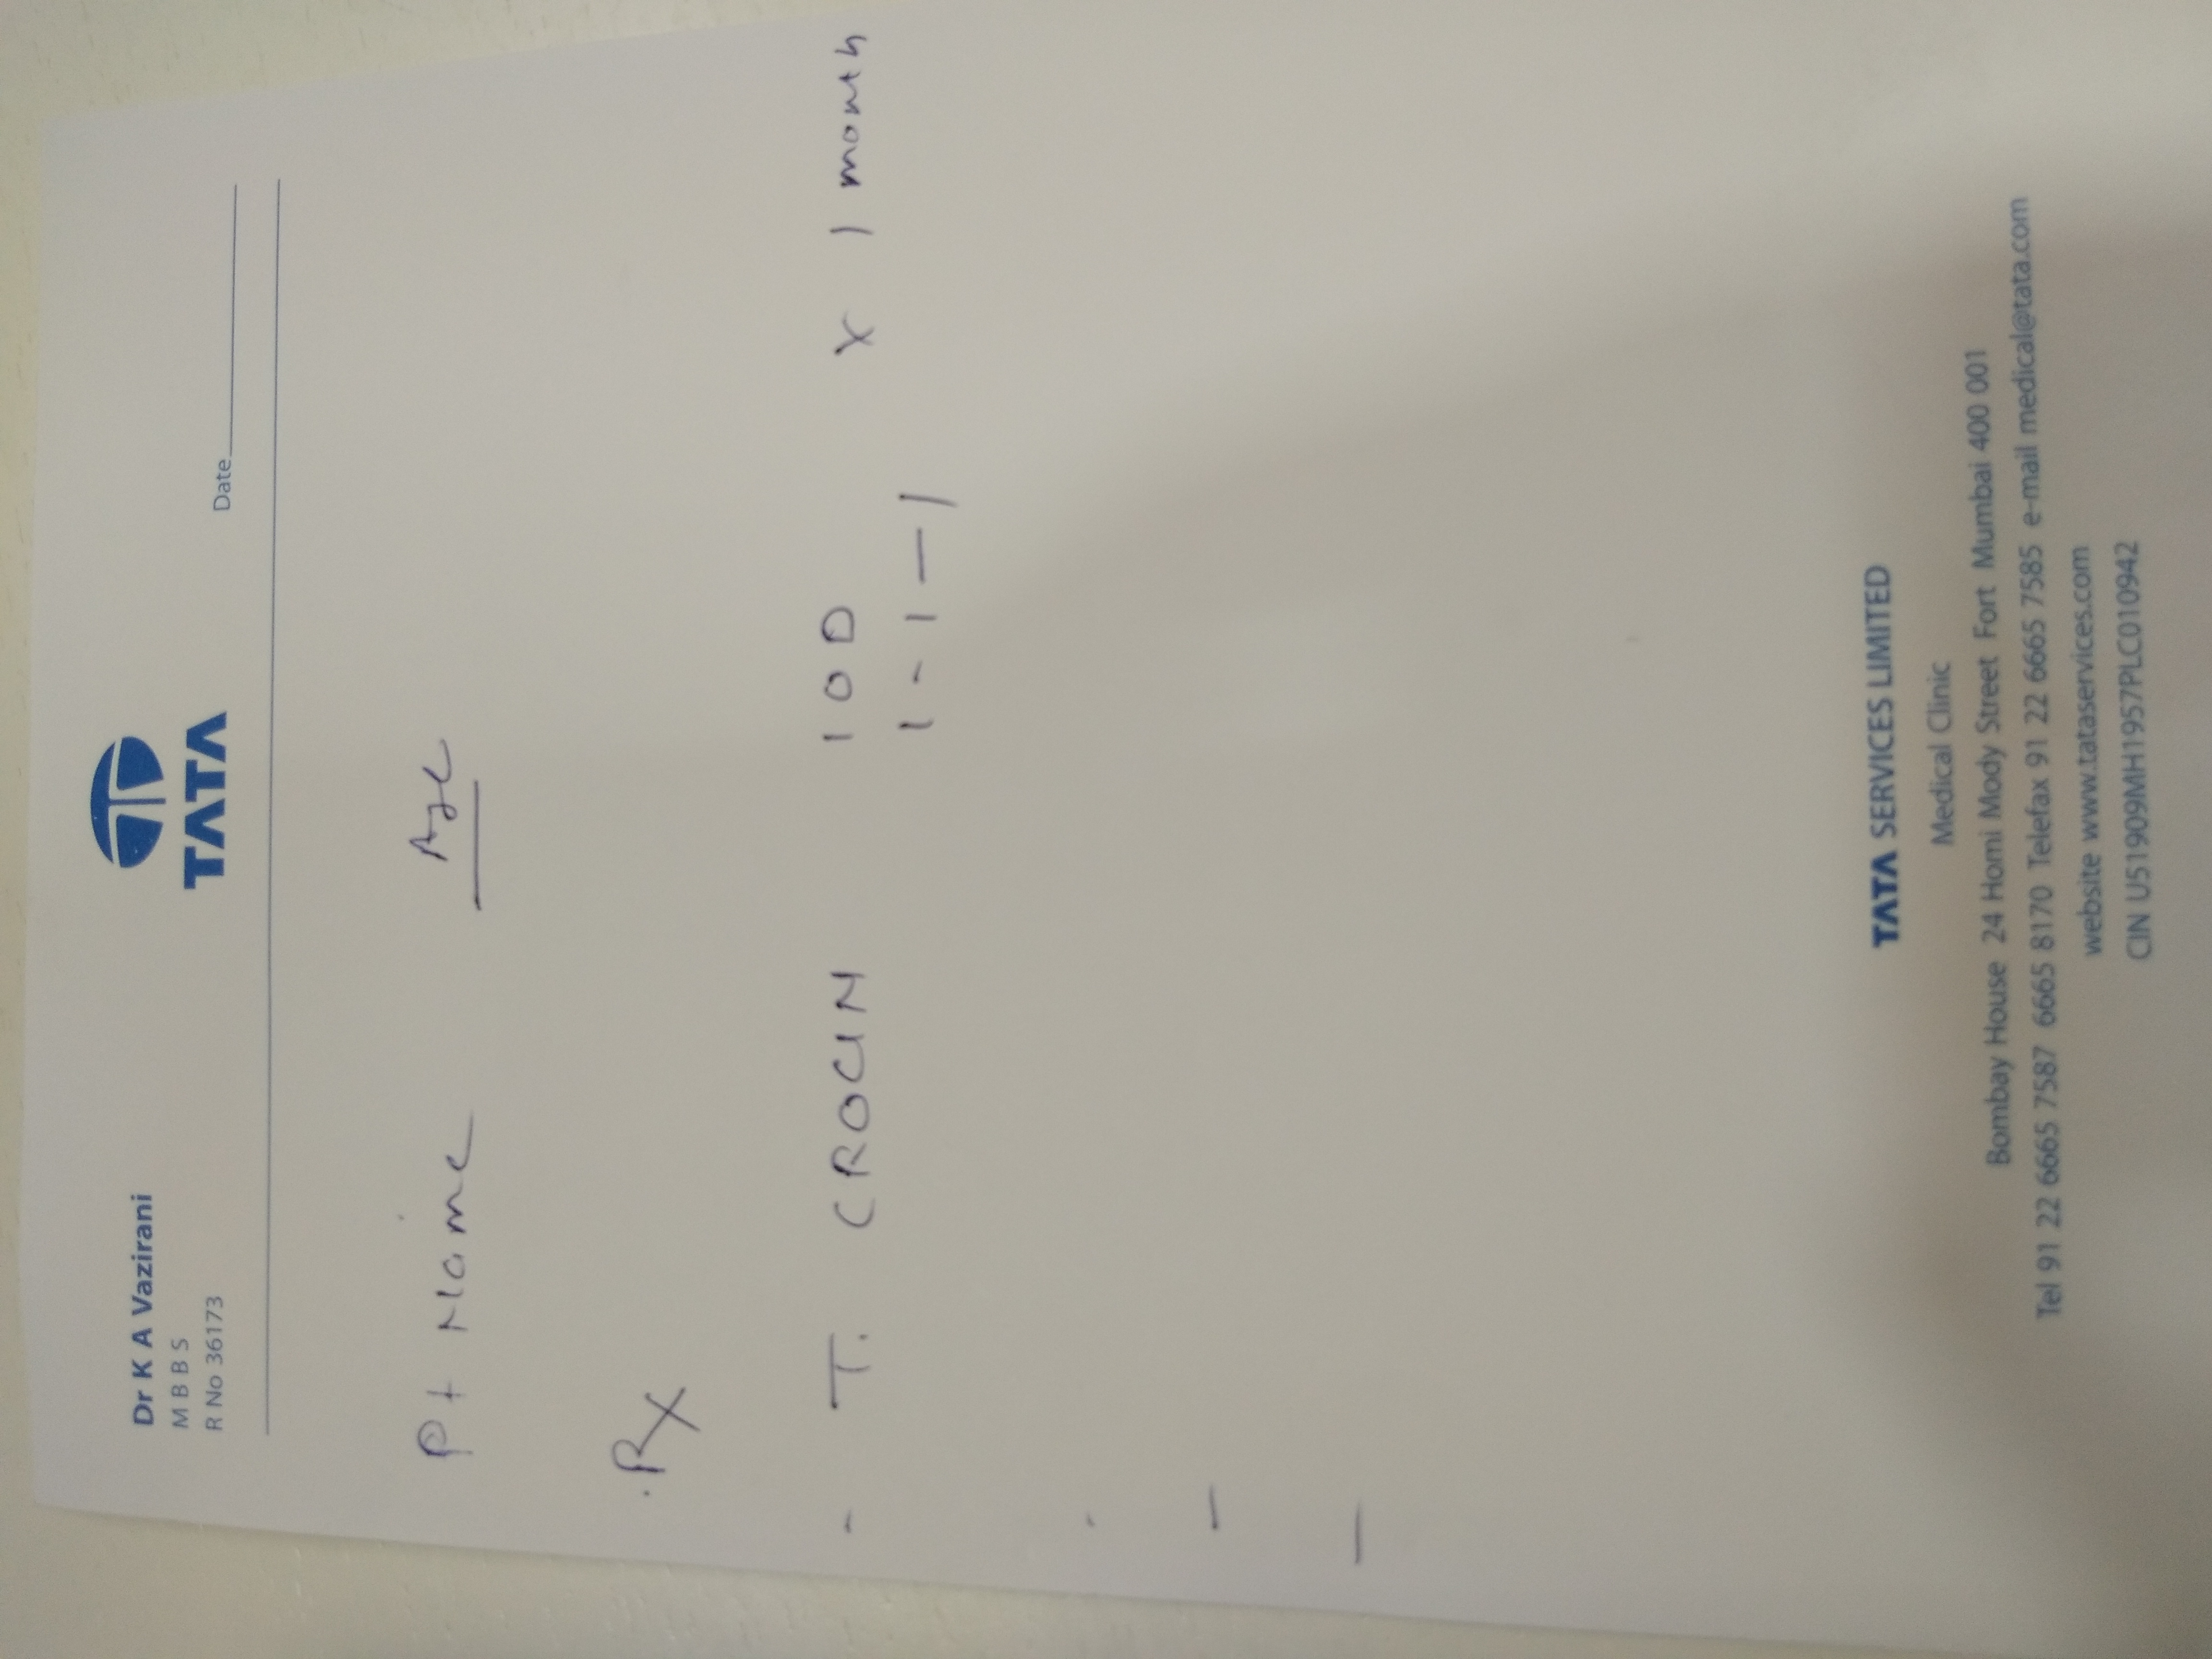 Dr K A Vazirani
M B B S
R No 36173
TATA
Date
Pt Name Age
Rx
- T. CROCIN 1 OD x 1 month
1 - 1 - 1
-
-
-
TATA SERVICES LIMITED
Medical Clinic
Bombay House 24 Homi Mody Street Fort Mumbai 400 001
Tel 91 22 6665 7587 6665 8170 Telefax 91 22 6665 7585 e-mail medical@tata.com
website www.tataservices.com
CIN U51909MH1957PLC010942